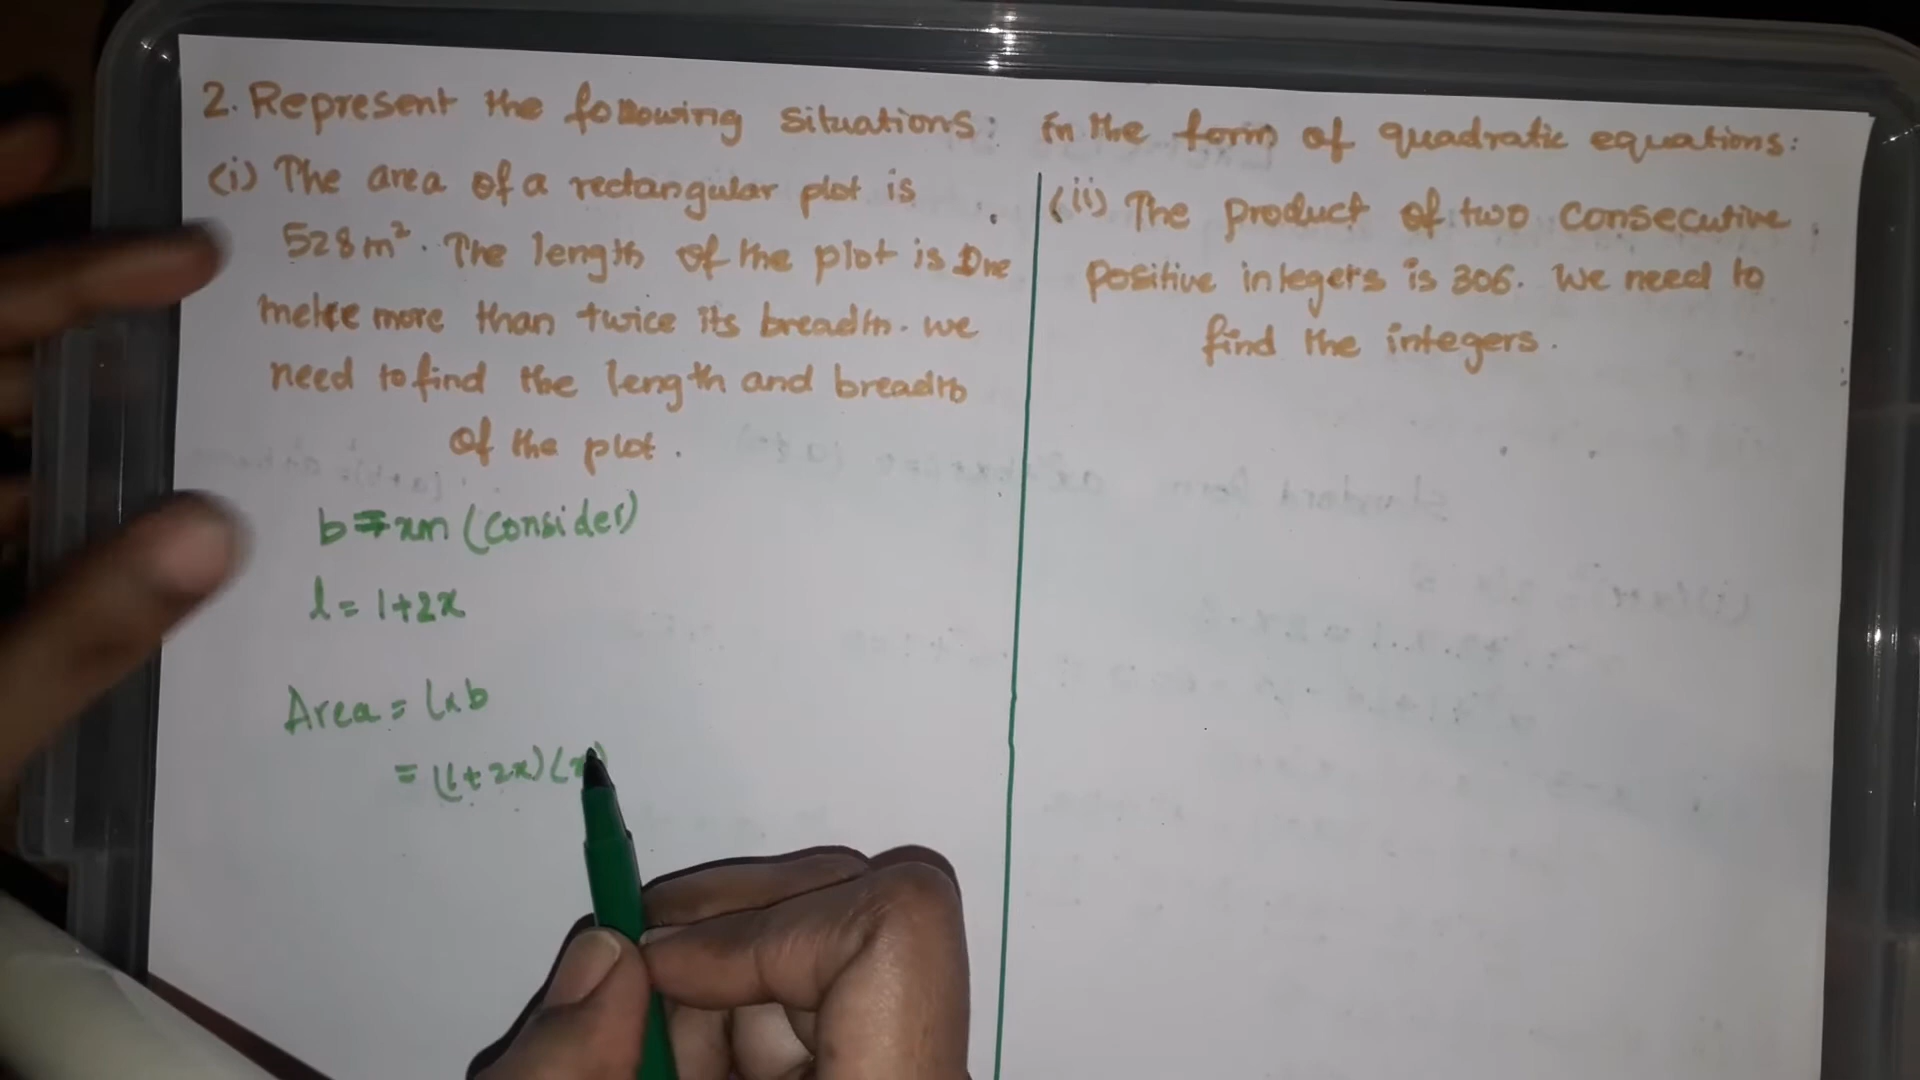 2. Represent the following situations: in the form of quadratic equations:
(i) The area of a rectangular plot is
528 m². The length of the plot is One
metre more than twice its breadth. we
need to find the length and breadth
of the plot.
b = xm (consider)
l = 1+2x
Area = l×b
= (1+2x)(x)
(ii) The product of two consecutive
positive integers is 306. We need to
find the integers.